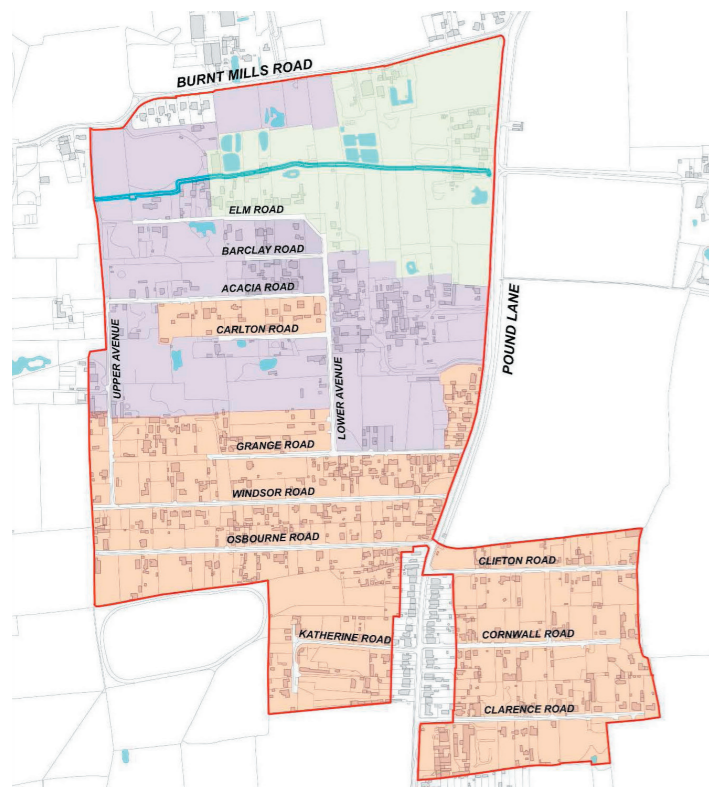 BURNT MILLS ROAD
ELM ROAD
BARCLAY ROAD
ACACIA ROAD
CARLTON ROAD
UPPER AVENUE
LOWER AVENUE
POUND LANE
GRANGE ROAD
WINDSOR ROAD
OSBOURNE ROAD
CLIFTON ROAD
KATHERINE ROAD
CORNWALL ROAD
CLARENCE ROAD